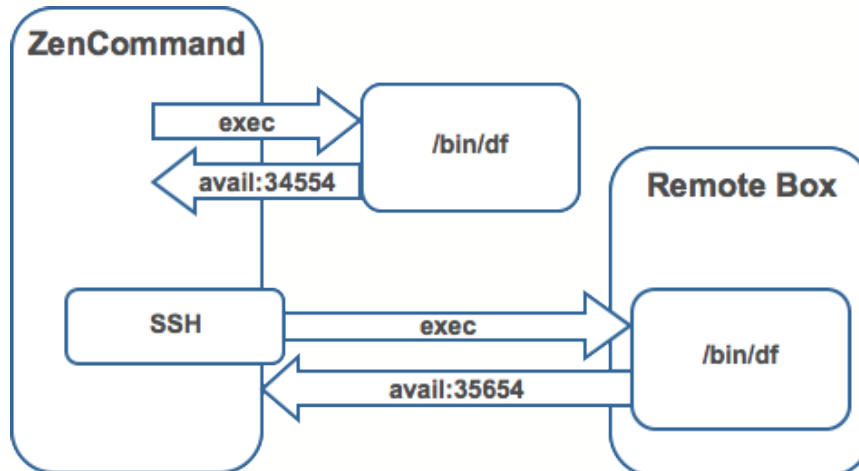 ZenCommand
exec
/bin/df
avail:34554
Remote Box
SSH
exec
/bin/df
avail:35654